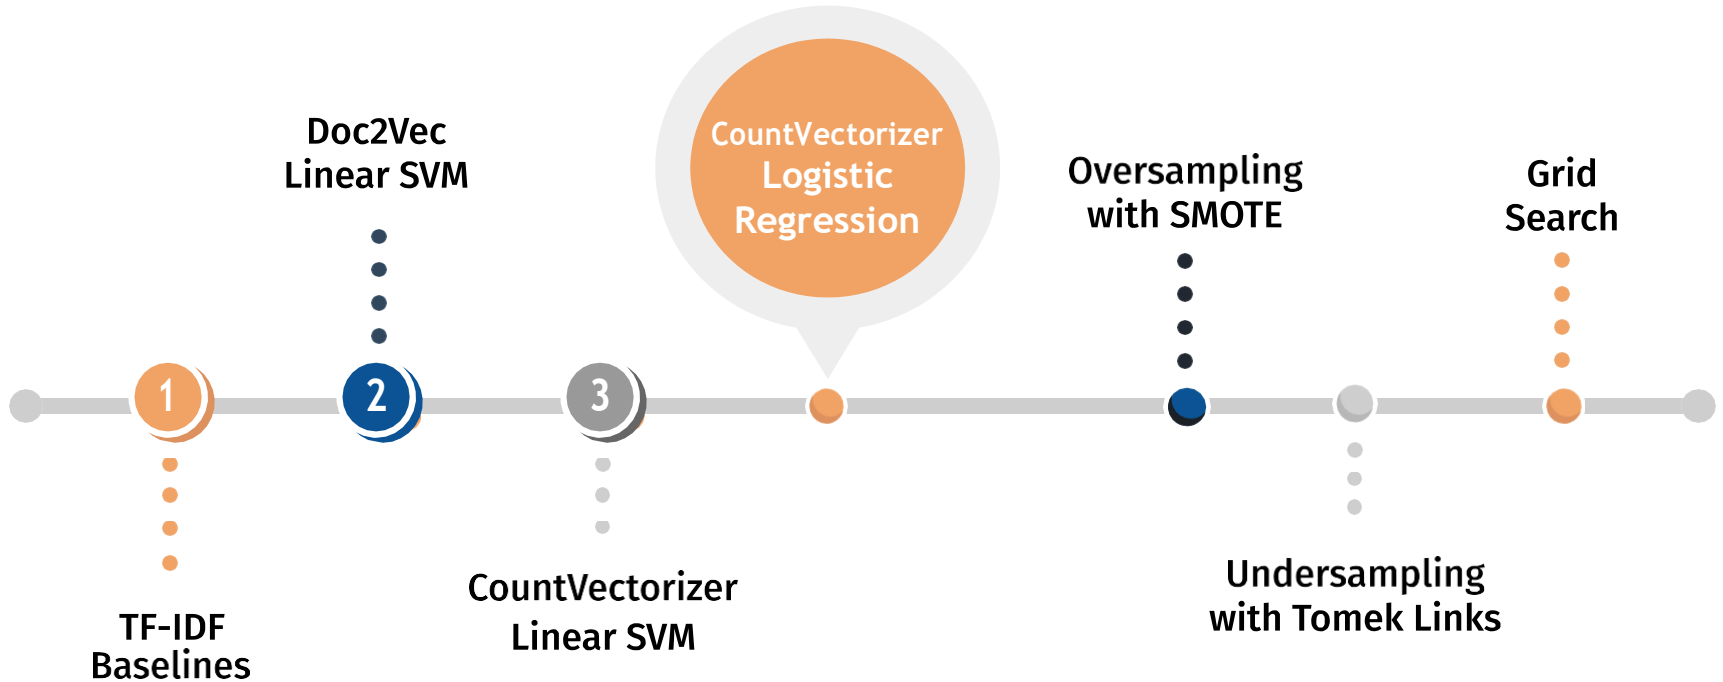 1
TF-IDF
Baselines
2
Doc2Vec
Linear SVM
3
CountVectorizer
Linear SVM
CountVectorizer
Logistic
Regression
Oversampling
with SMOTE
Undersampling
with Tomek Links
Grid
Search